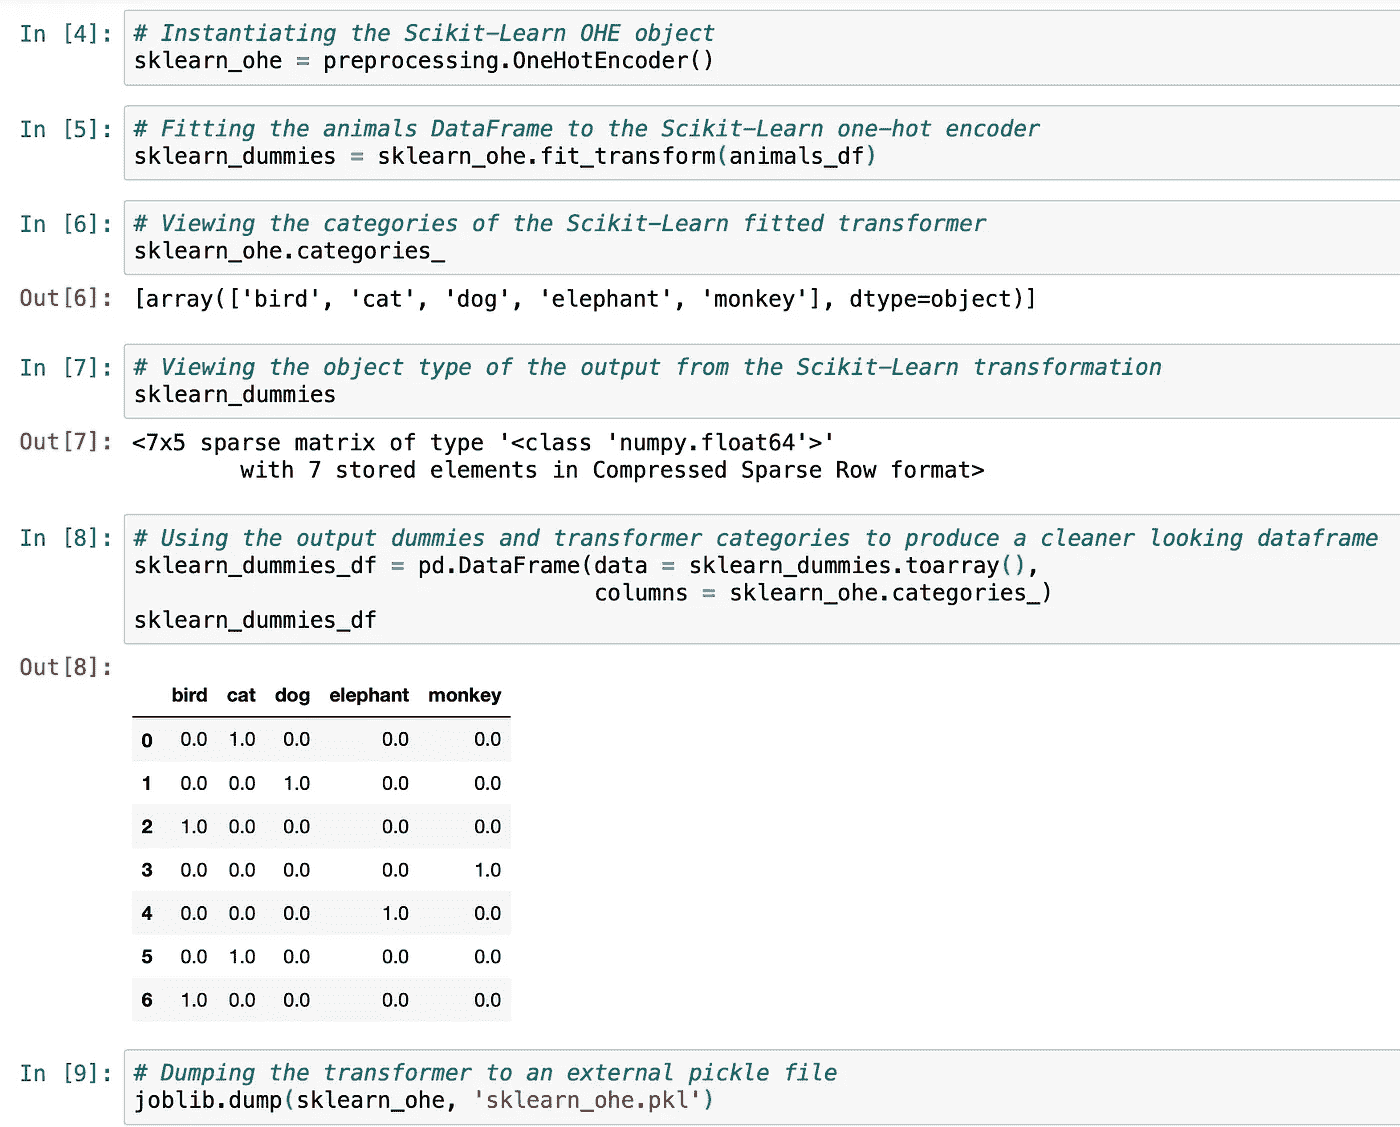 In [4]: # Instantiating the Scikit-Learn OHE object
sklearn_ohe = preprocessing.OneHotEncoder()
In [5]: # Fitting the animals DataFrame to the Scikit-Learn one-hot encoder
sklearn_dummies = sklearn_ohe.fit_transform(animals_df)
In [6]: # Viewing the categories of the Scikit-Learn fitted transformer
sklearn_ohe.categories_
Out[6]: [array(['bird', 'cat', 'dog', 'elephant', 'monkey'], dtype=object)]
In [7]: # Viewing the object type of the output from the Scikit-Learn transformation
sklearn_dummies
Out[7]: <7x5 sparse matrix of type '<class 'numpy.float64'>'
with 7 stored elements in Compressed Sparse Row format>
In [8]: # Using the output dummies and transformer categories to produce a cleaner looking dataframe
sklearn_dummies_df = pd.DataFrame(data = sklearn_dummies.toarray(),
columns = sklearn_ohe.categories_)
sklearn_dummies_df
Out[8]:
bird cat dog elephant monkey
0 0.0 1.0 0.0 0.0 0.0
1 0.0 0.0 1.0 0.0 0.0
2 1.0 0.0 0.0 0.0 0.0
3 0.0 0.0 0.0 0.0 1.0
4 0.0 0.0 0.0 1.0 0.0
5 0.0 1.0 0.0 0.0 0.0
6 1.0 0.0 0.0 0.0 0.0
In [9]: # Dumping the transformer to an external pickle file
joblib.dump(sklearn_ohe, 'sklearn_ohe.pkl')